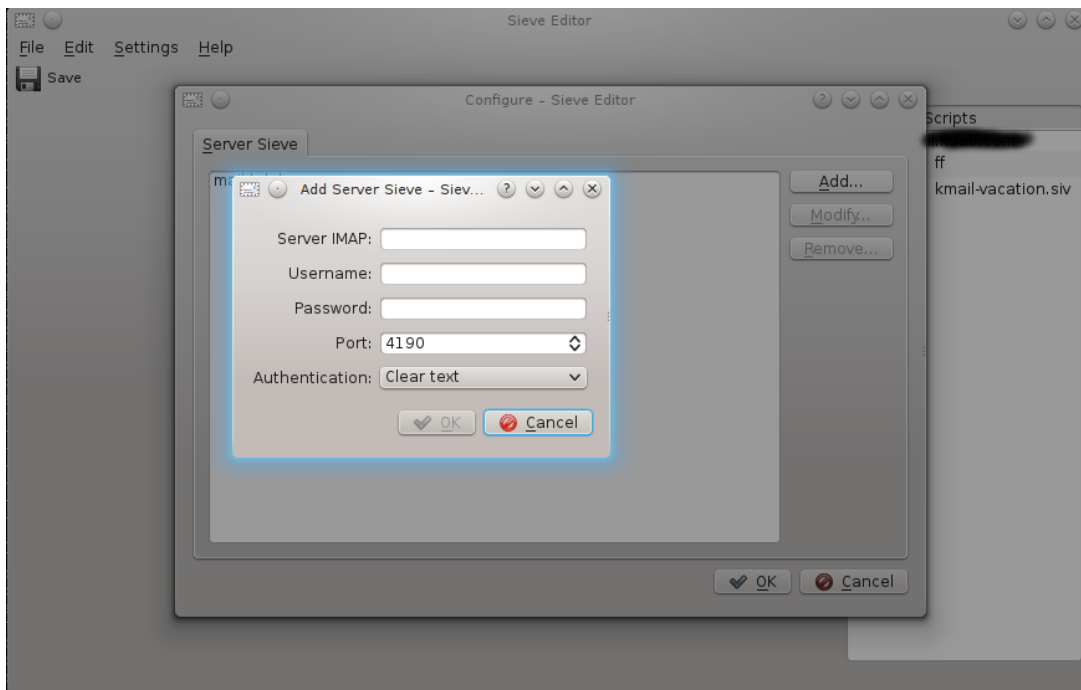 Sieve Editor
File Edit Settings Help
Save
Configure - Sieve Editor
Scripts
Server Sieve
ff
Add...
kmail-vacation.siv
Add Server Sieve - Siev...
Modify...
Server IMAP:
Remove...
Username:
Password:
Port: 4190
Authentication: Clear text
OK Cancel
OK Cancel